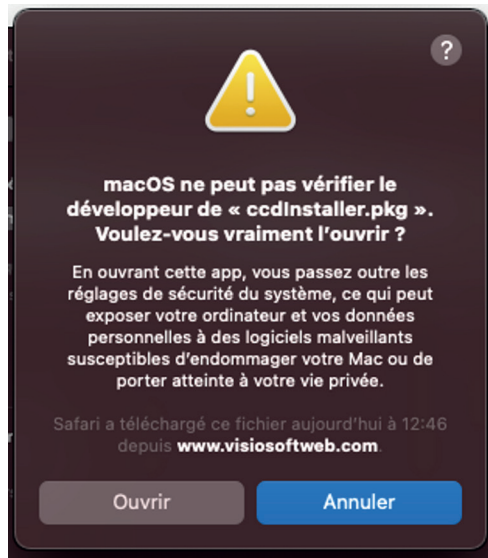 ?
macOS ne peut pas vérifier le
développeur de « ccdInstaller.pkg ».
Voulez-vous vraiment l’ouvrir ?
En ouvrant cette app, vous passez outre les
réglages de sécurité du système, ce qui peut
exposer votre ordinateur et vos données
personnelles à des logiciels malveillants
susceptibles d’endommager votre Mac ou de
porter atteinte à votre vie privée.
Safari a téléchargé ce fichier aujourd’hui à 12:46
depuis www.visiosoftweb.com.
Ouvrir
Annuler